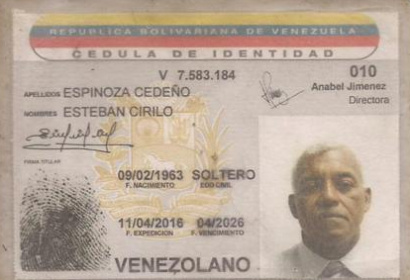 REPUBLICA BOLIVARIANA DE VENEZUELA
CEDULA DE IDENTIDAD
V 7.583.184
010
APELLIDOS ESPINOZA CEDEÑO
Anabel Jimenez
Directora
NOMBRES ESTEBAN CIRILO
FIRMA TITULAR
09/02/1963 SOLTERO
F. NACIMIENTO EDO CIVIL
11/04/2016 04/2026
F. EXPEDICION F. VENCIMIENTO
VENEZOLANO